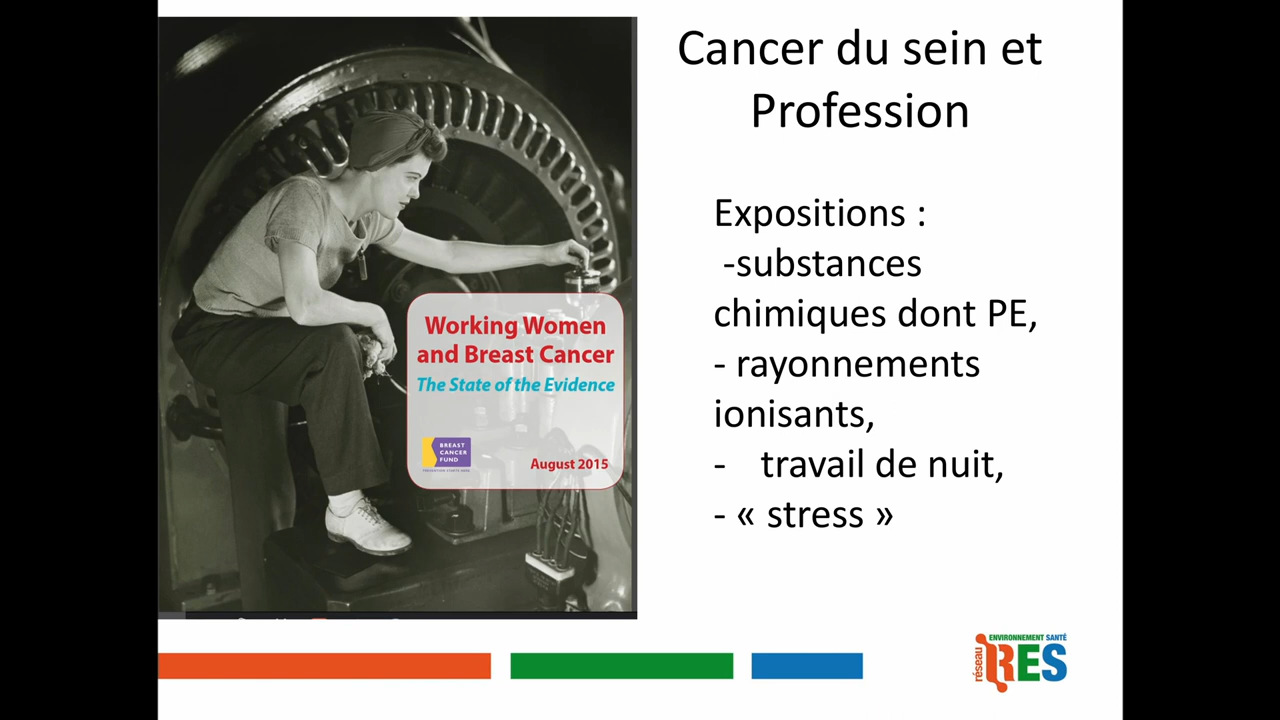 Cancer du sein et
Profession
Expositions :
-substances
chimiques dont PE,
- rayonnements
ionisants,
- travail de nuit,
- « stress »
Working Women
and Breast Cancer
The State of the Evidence
BREAST
CANCER
FUND
August 2015
ENVIRONNEMENT SANTÉ
réseau
RES